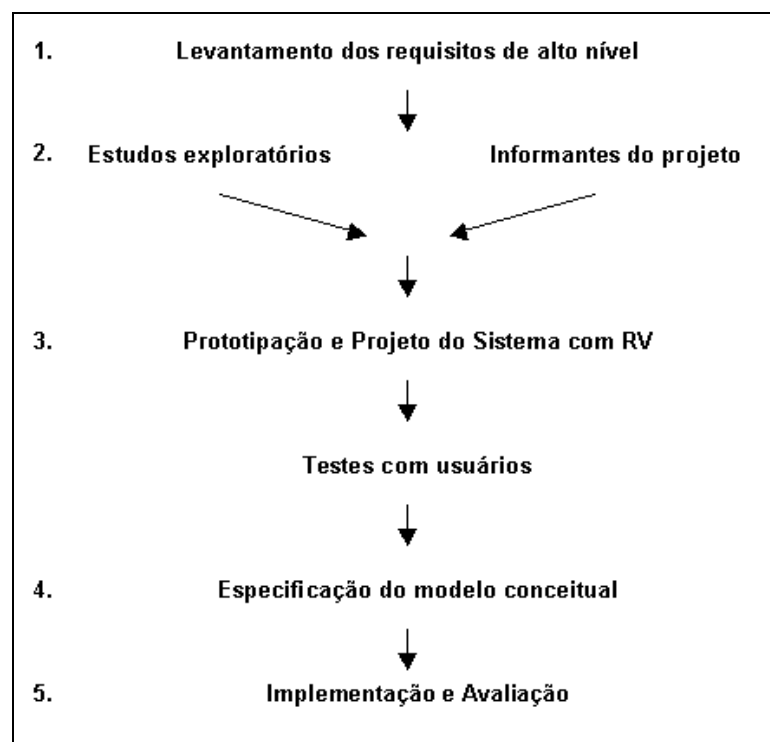 1. Levantamento dos requisitos de alto nível
2. Estudos exploratórios Informantes do projeto
3. Prototipação e Projeto do Sistema com RV
Testes com usuários
4. Especificação do modelo conceitual
5. Implementação e Avaliação